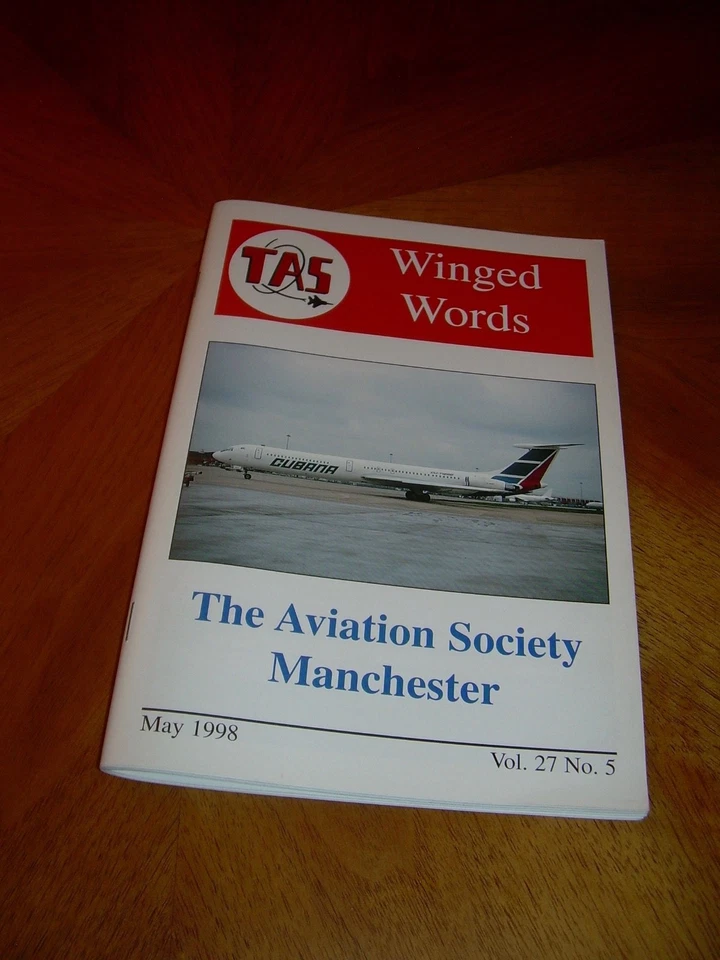 TAS
Winged
Words
CUBANA
The Aviation Society
Manchester
May 1998
Vol. 27 No. 5